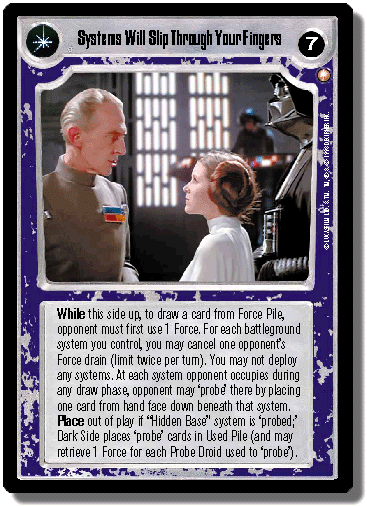 Systems Will Slip Through Your Fingers
7
While this side up, to draw a card from Force Pile,
opponent must first use 1 Force. For each battleground
system you control, you may cancel one opponent's
Force drain (limit twice per turn). You may not deploy
any systems. At each system opponent occupies during
any draw phase, opponent may 'probe' there by placing
one card from hand face down beneath that system.
Place out of play if "Hidden Base" system is 'probed;'
Dark Side places 'probe' cards in Used Pile (and may
retrieve 1 Force for each Probe Droid used to 'probe').